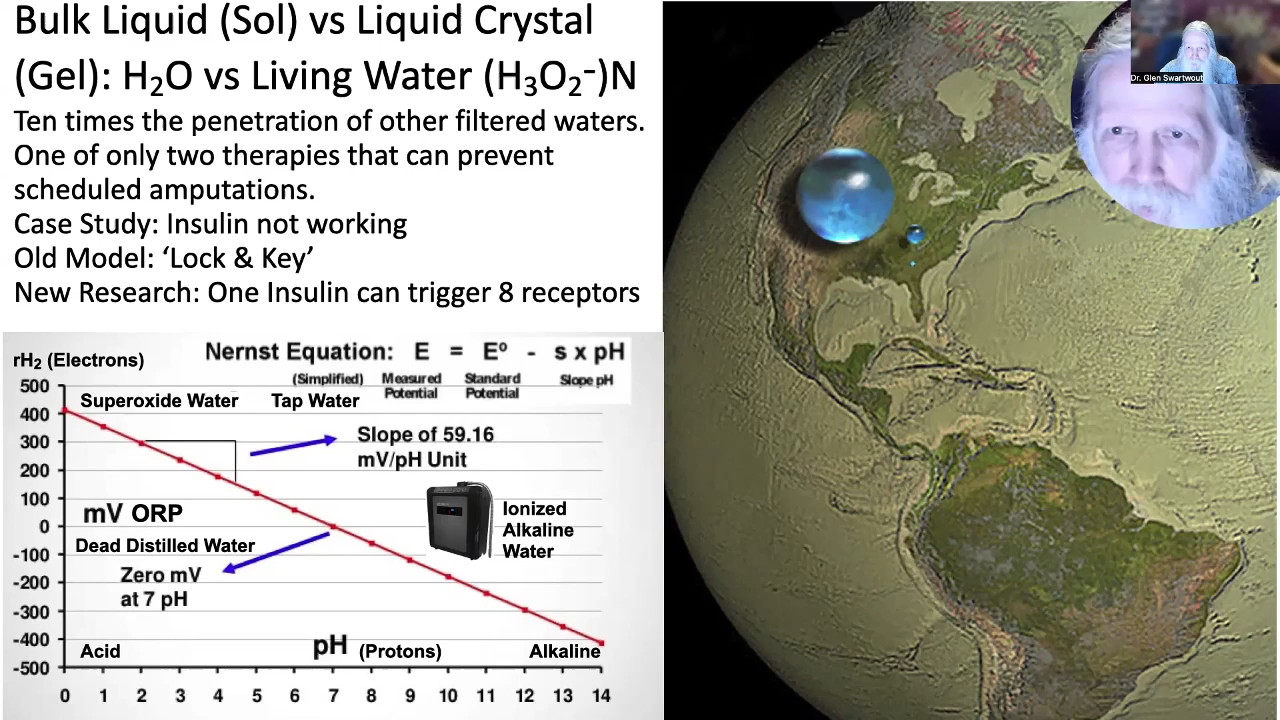 Bulk Liquid (Sol) vs Liquid Crystal
(Gel): H₂O vs Living Water (H₃O₂⁻)N
Ten times the penetration of other filtered waters.
One of only two therapies that can prevent
scheduled amputations.
Case Study: Insulin not working
Old Model: ‘Lock & Key’
New Research: One Insulin can trigger 8 receptors
Dr. Glen Swartwout
rH₂ (Electrons)
Nernst Equation: E = Eº - s x pH
(Simplified) Measured Potential Standard Potential Slope pH
500
400
300
200
100
0
-100
-200
-300
-400
-500
Superoxide Water
Tap Water
Slope of 59.16
mV/pH Unit
mV ORP
Dead Distilled Water
Zero mV
at 7 pH
Ionized
Alkaline
Water
Acid
pH (Protons)
Alkaline
0 1 2 3 4 5 6 7 8 9 10 11 12 13 14